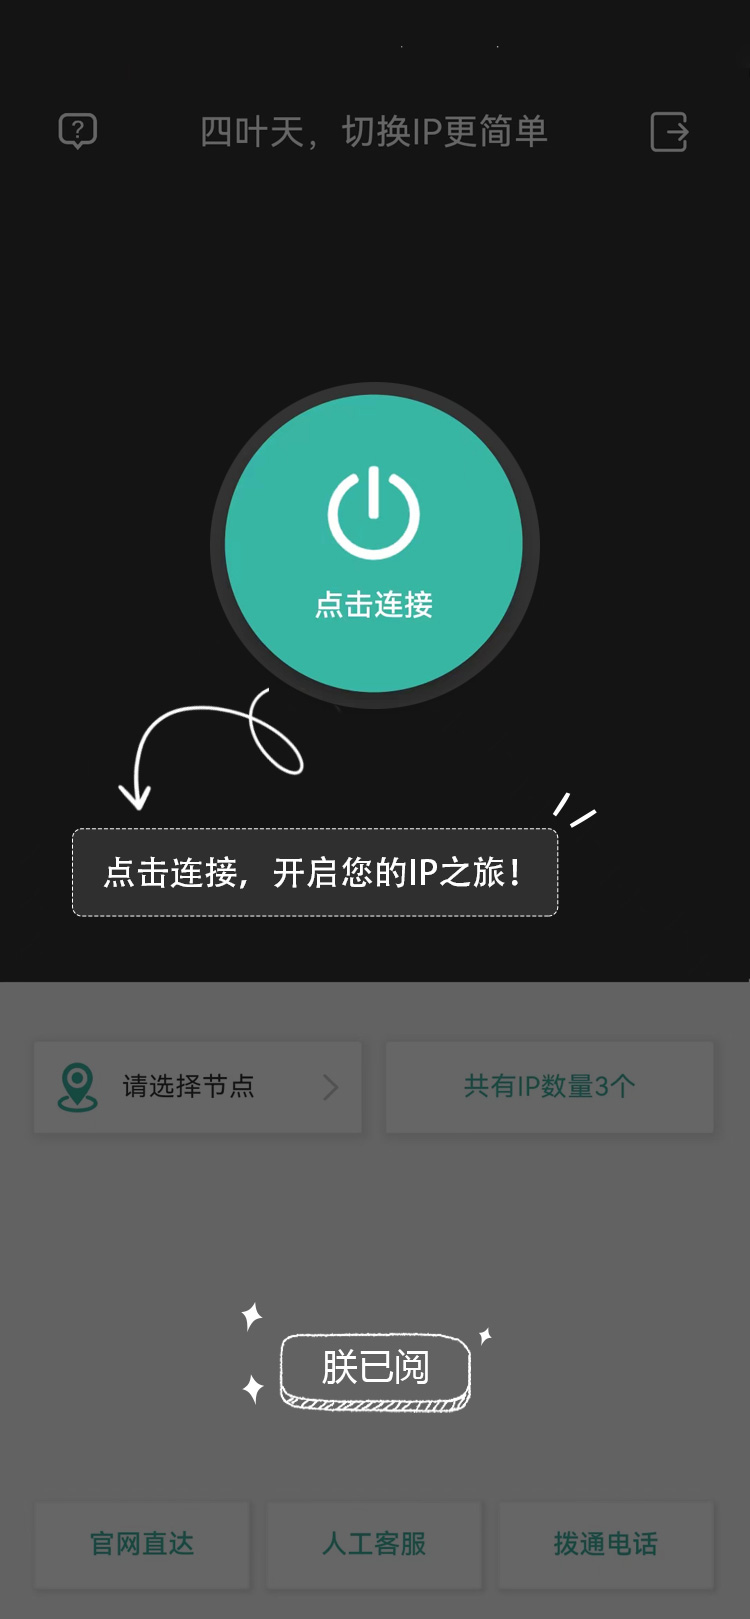 四叶天，切换IP更简单
点击连接
点击连接，开启您的IP之旅！
请选择节点
共有IP数量3个
朕已阅
官网直达
人工客服
拨通电话